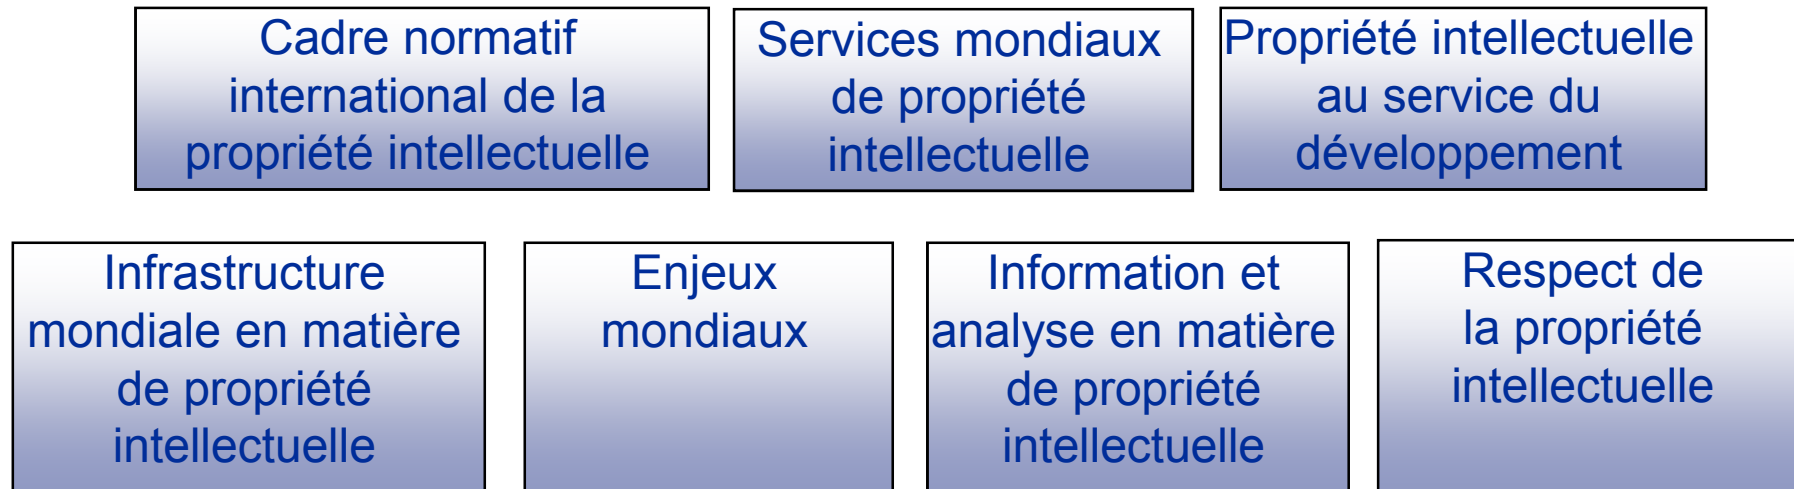 Cadre normatif
international de la
propriété intellectuelle
Services mondiaux
de propriété
intellectuelle
Propriété intellectuelle
au service du
développement
Infrastructure
mondiale en matière
de propriété
intellectuelle
Enjeux
mondiaux
Information et
analyse en matière
de propriété
intellectuelle
Respect de
la propriété
intellectuelle